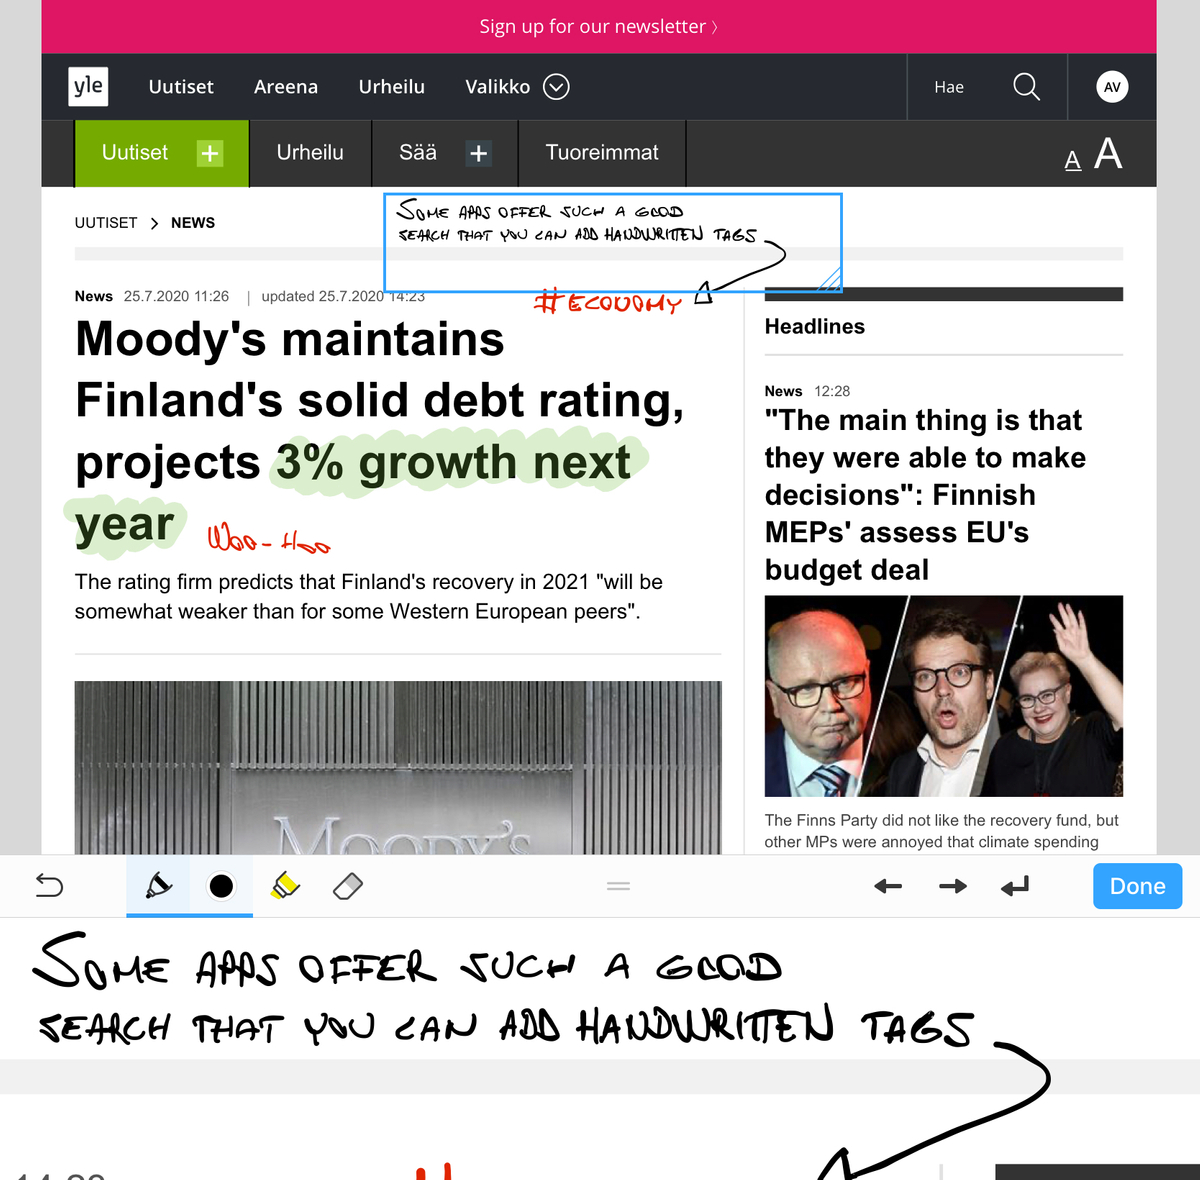 Sign up for our newsletter 〉
yle Uutiset Areena Urheilu Valikko Hae AV
Uutiset + Urheilu Sää + Tuoreimmat A A
UUTISET > NEWS
SOME APPS OFFER SUCH A GOOD
SEARCH THAT YOU CAN ADD HANDWRITTEN TAGS
#ECONOMY
News 25.7.2020 11:26 | updated 25.7.2020 14:23
Moody's maintains
Finland's solid debt rating,
projects 3% growth next
year
WOO-HOO
The rating firm predicts that Finland's recovery in 2021 "will be
somewhat weaker than for some Western European peers".
MOODY'S
Headlines
News 12:28
"The main thing is that
they were able to make
decisions": Finnish
MEPs' assess EU's
budget deal
The Finns Party did not like the recovery fund, but
other MPs were annoyed that climate spending
Done
SOME APPS OFFER SUCH A GOOD
SEARCH THAT YOU CAN ADD HANDWRITTEN TAGS